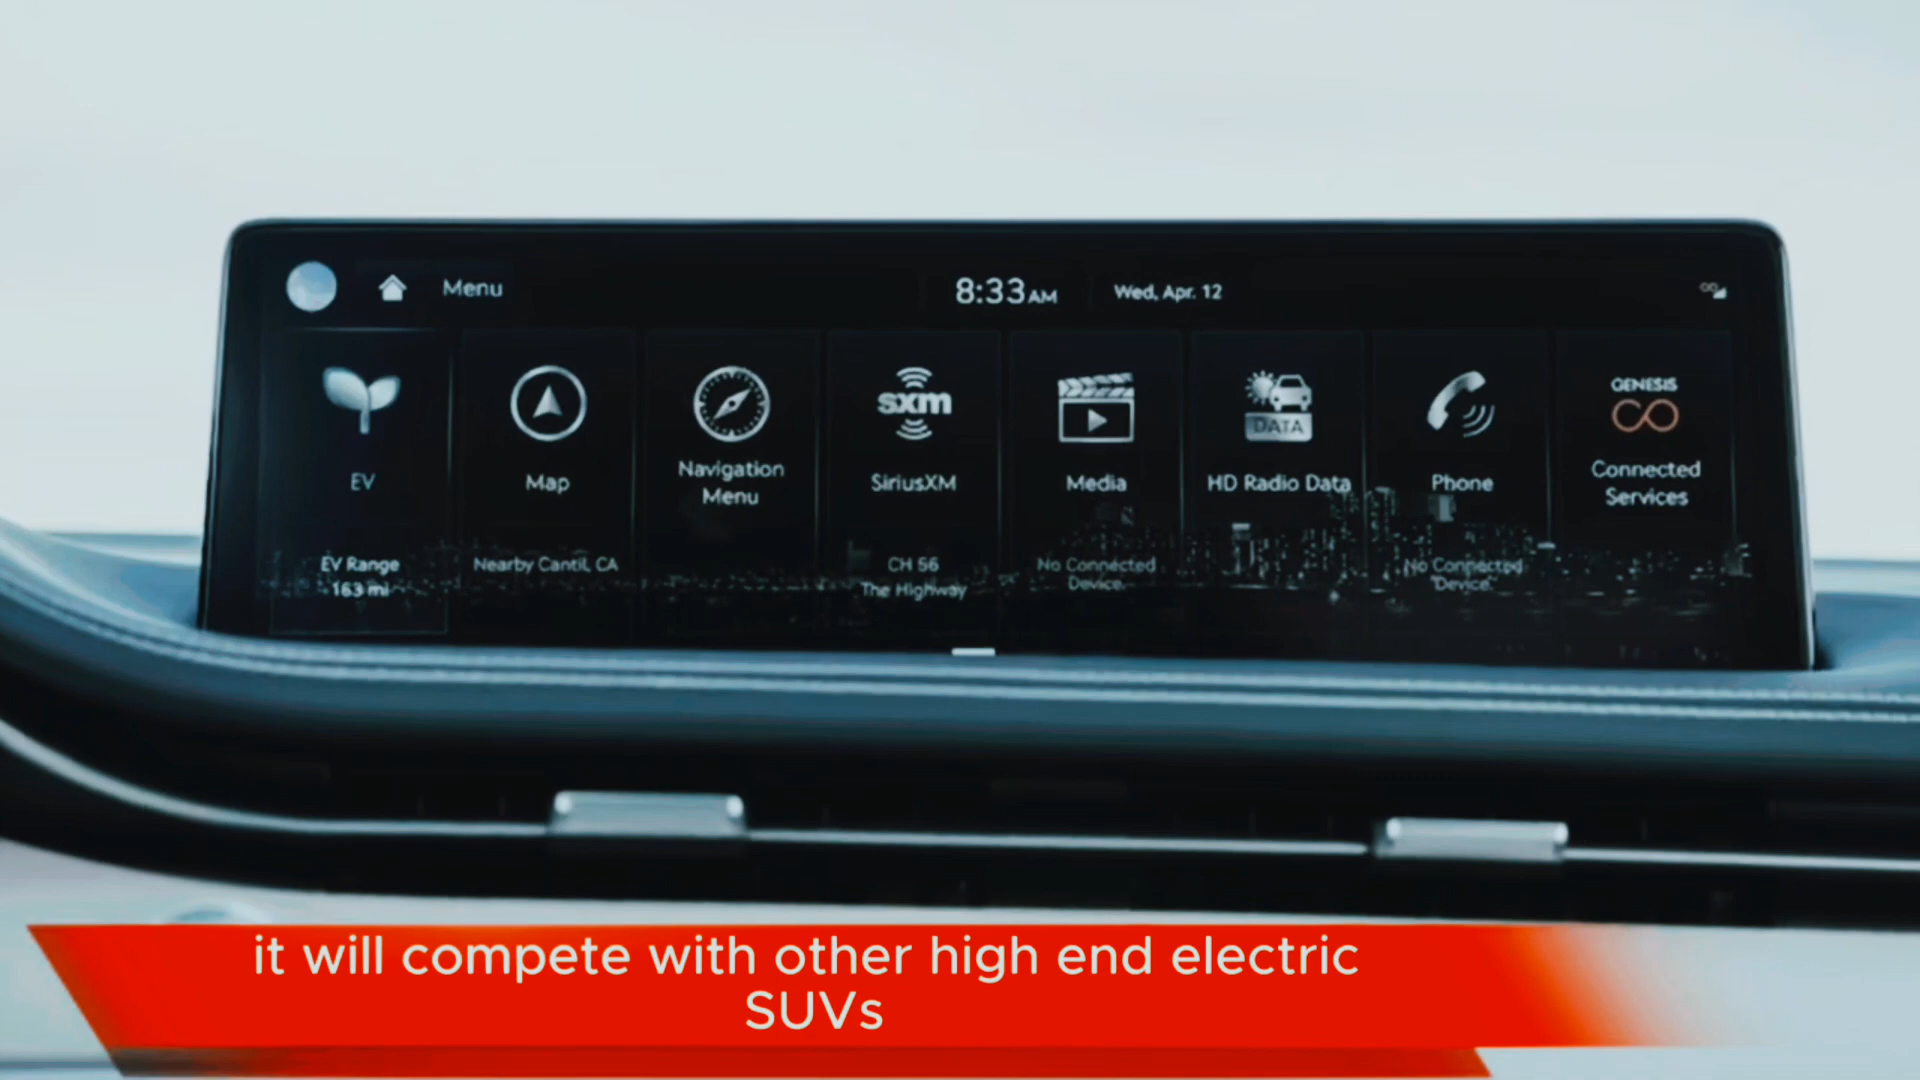 Menu
8:33 AM
Wed, Apr. 12
EV
EV Range
163 mi
Map
Nearby Cantil, CA
Navigation
Menu
sxm
SiriusXM
CH 56
The Highway
Media
No Connected
Device.
DATA
HD Radio Data
Phone
No Connected
Device.
GENESIS
Connected
Services
it will compete with other high end electric
SUVs